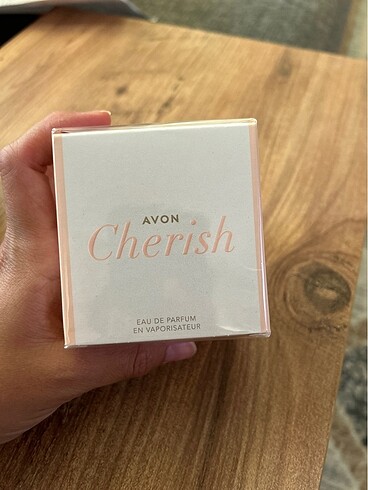 AVON
Cherish
EAU DE PARFUM
EN VAPORISATEUR